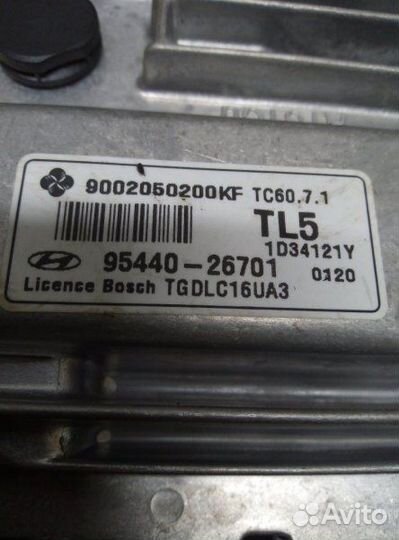 9002050200KF TC60.7.1
TL5
1D34121Y
95440-26701 0120
Licence Bosch TGDLC16UA3
Avito